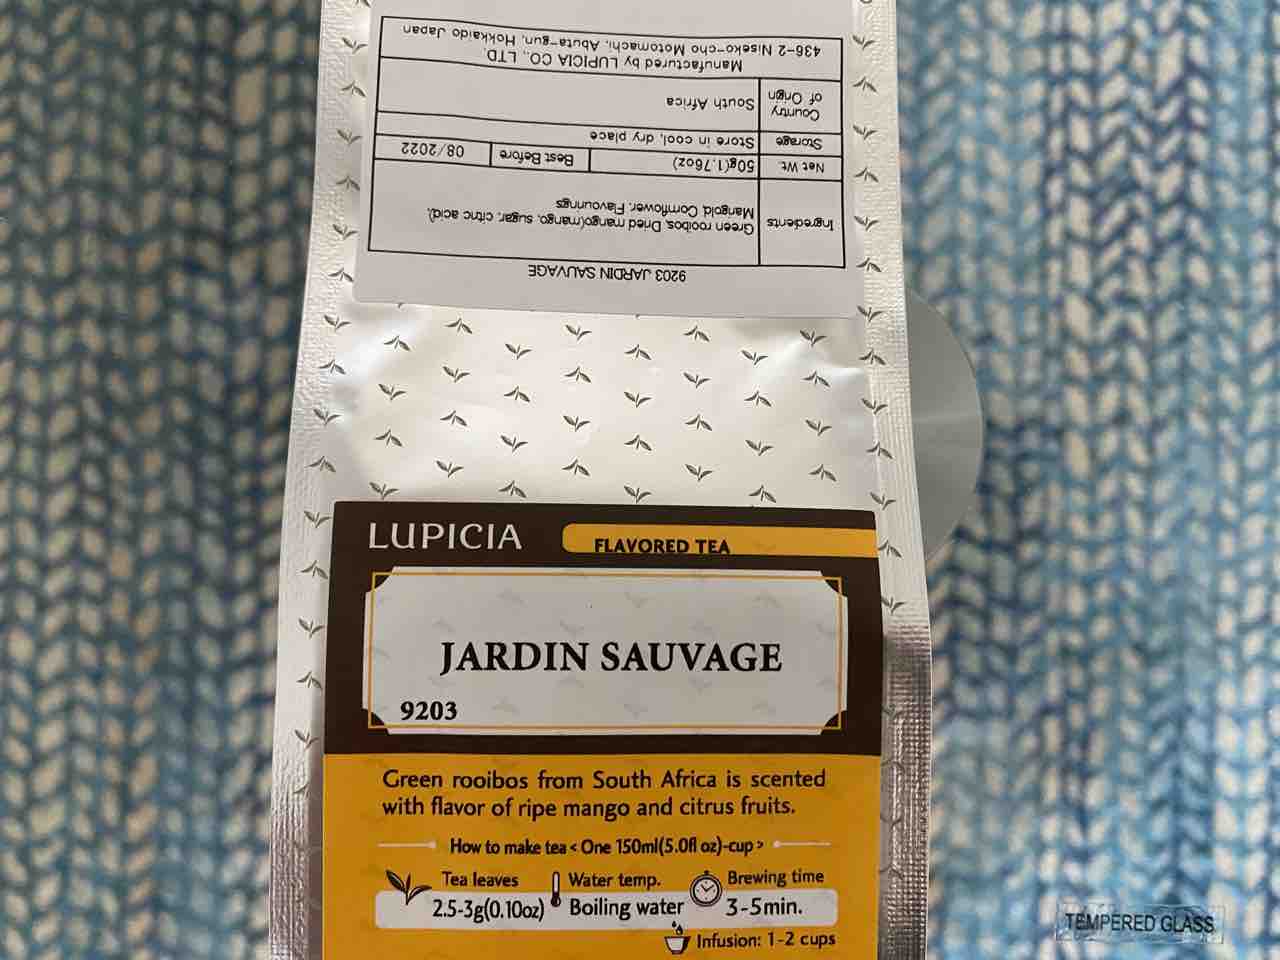 9203 JARDIN SAUVAGE
Ingredients
Green rooibos, Dried mango(mango, sugar, citric acid),
Marigold, Cornflower, Flavourings
Net Wt.
50g(1.76oz)
Best Before
08/2022
Storage
Store in cool, dry place
Country
of Origin
South Africa
Manufactured by LUPICIA CO., LTD.
436-2 Niseko-cho Motomachi, Abuta-gun, Hokkaido Japan
LUPICIA
FLAVORED TEA
JARDIN SAUVAGE
9203
Green rooibos from South Africa is scented
with flavor of ripe mango and citrus fruits.
How to make tea < One 150ml(5.0fl oz)-cup >
Tea leaves
2.5-3g(0.10oz)
Water temp.
Boiling water
Brewing time
3-5min.
Infusion: 1-2 cups
TEMPERED GLASS